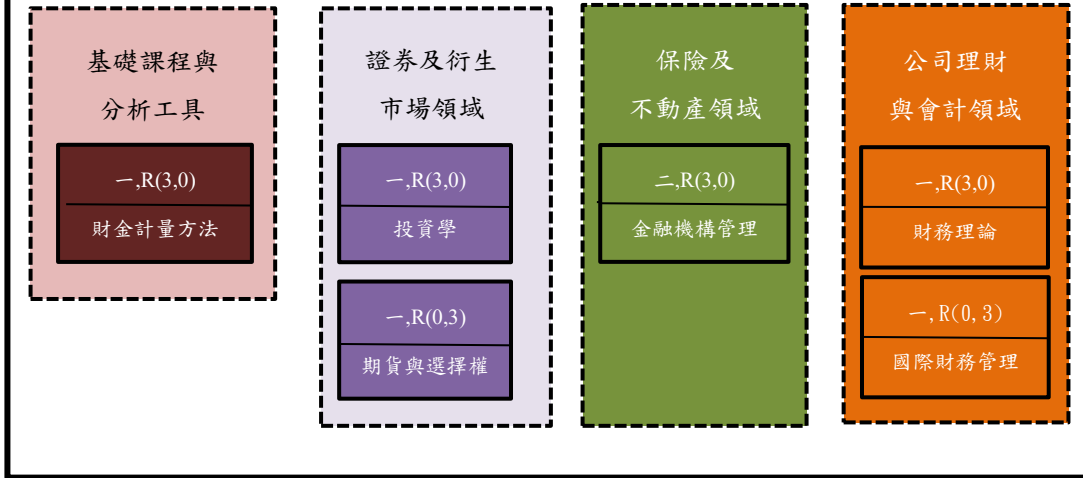 基礎課程與
分析工具
一,R(3,0)
財金計量方法
證券及衍生
市場領域
一,R(3,0)
投資學
一,R(0,3)
期貨與選擇權
保險及
不動產領域
二,R(3,0)
金融機構管理
公司理財
與會計領域
一,R(3,0)
財務理論
一,R(0,3)
國際財務管理